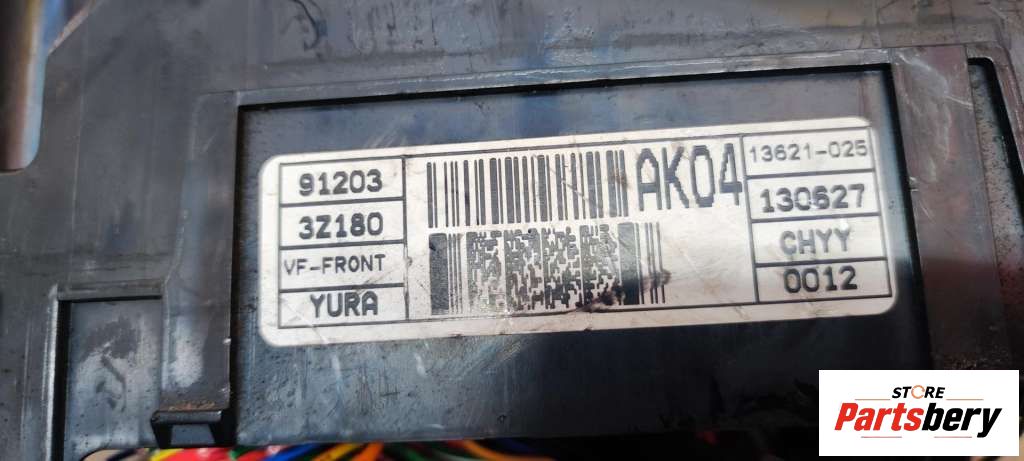 91203
3Z180
VF-FRONT
YURA
AK04
13621-025
130627
CHYY
0012
STORE
Partsbery